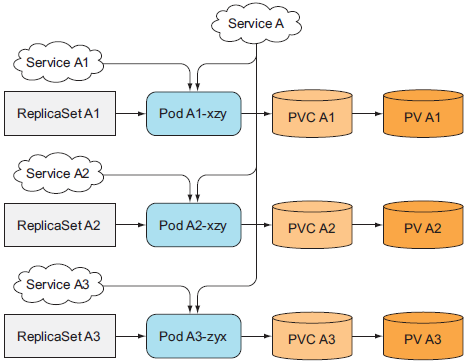 Service A
Service A1
ReplicaSet A1
Pod A1-xzy
PVC A1
PV A1
Service A2
ReplicaSet A2
Pod A2-xzy
PVC A2
PV A2
Service A3
ReplicaSet A3
Pod A3-zyx
PVC A3
PV A3